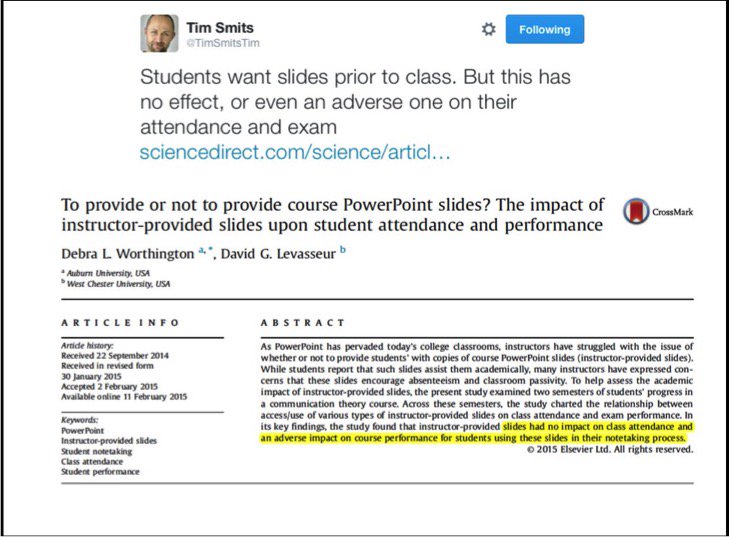 Tim Smits
@TimSmitsTim
Following
Students want slides prior to class. But this has
no effect, or even an adverse one on their
attendance and exam
sciencedirect.com/science/articl…
To provide or not to provide course PowerPoint slides? The impact of
instructor-provided slides upon student attendance and performance
CrossMark
Debra L. Worthington a,*, David G. Levasseur b
a Auburn University, USA
b West Chester University, USA
ARTICLE INFO
Article history:
Received 22 September 2014
Received in revised form
30 January 2015
Accepted 2 February 2015
Available online 11 February 2015
Keywords:
PowerPoint
Instructor-provided slides
Student notetaking
Class attendance
Student performance
ABSTRACT
As PowerPoint has pervaded today's college classrooms, instructors have struggled with the issue of
whether or not to provide students' with copies of course PowerPoint slides (instructor-provided slides).
While students report that such slides assist them academically, many instructors have expressed con-
cerns that these slides encourage absenteeism and classroom passivity. To help assess the academic
impact of instructor-provided slides, the present study examined two semesters of students' progress in
a communication theory course. Across these semesters, the study charted the relationship between
access/use of various types of instructor-provided slides on class attendance and exam performance. In
its key findings, the study found that instructor-provided slides had no impact on class attendance and
an adverse impact on course performance for students using these slides in their notetaking process.
© 2015 Elsevier Ltd. All rights reserved.